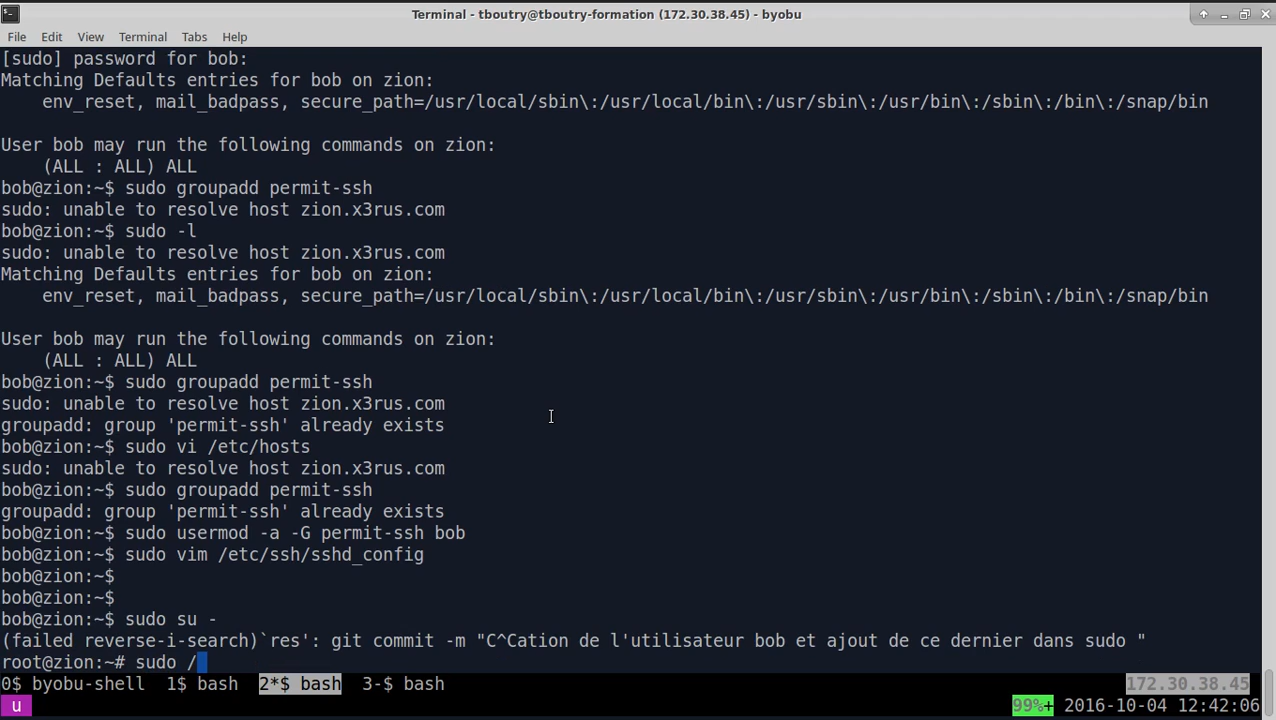 Terminal - tboutry@tboutry-formation (172.30.38.45) - byobu
File Edit View Terminal Tabs Help
[sudo] password for bob:
Matching Defaults entries for bob on zion:
    env_reset, mail_badpass, secure_path=/usr/local/sbin\:/usr/local/bin\:/usr/sbin\:/usr/bin\:/sbin\:/bin\:/snap/bin
User bob may run the following commands on zion:
    (ALL : ALL) ALL
bob@zion:~$ sudo groupadd permit-ssh
sudo: unable to resolve host zion.x3rus.com
bob@zion:~$ sudo -l
sudo: unable to resolve host zion.x3rus.com
Matching Defaults entries for bob on zion:
    env_reset, mail_badpass, secure_path=/usr/local/sbin\:/usr/local/bin\:/usr/sbin\:/usr/bin\:/sbin\:/bin\:/snap/bin
User bob may run the following commands on zion:
    (ALL : ALL) ALL
bob@zion:~$ sudo groupadd permit-ssh
sudo: unable to resolve host zion.x3rus.com
groupadd: group 'permit-ssh' already exists
bob@zion:~$ sudo vi /etc/hosts
sudo: unable to resolve host zion.x3rus.com
bob@zion:~$ sudo groupadd permit-ssh
groupadd: group 'permit-ssh' already exists
bob@zion:~$ sudo usermod -a -G permit-ssh bob
bob@zion:~$ sudo vim /etc/ssh/sshd_config
bob@zion:~$
bob@zion:~$
bob@zion:~$ sudo su -
(failed reverse-i-search)`res': git commit -m "C^Cation de l'utilisateur bob et ajout de ce dernier dans sudo "
root@zion:~# sudo /
0$ byobu-shell 1$ bash 2*$ bash 3-$ bash 172.30.38.45
u 99%+ 2016-10-04 12:42:06